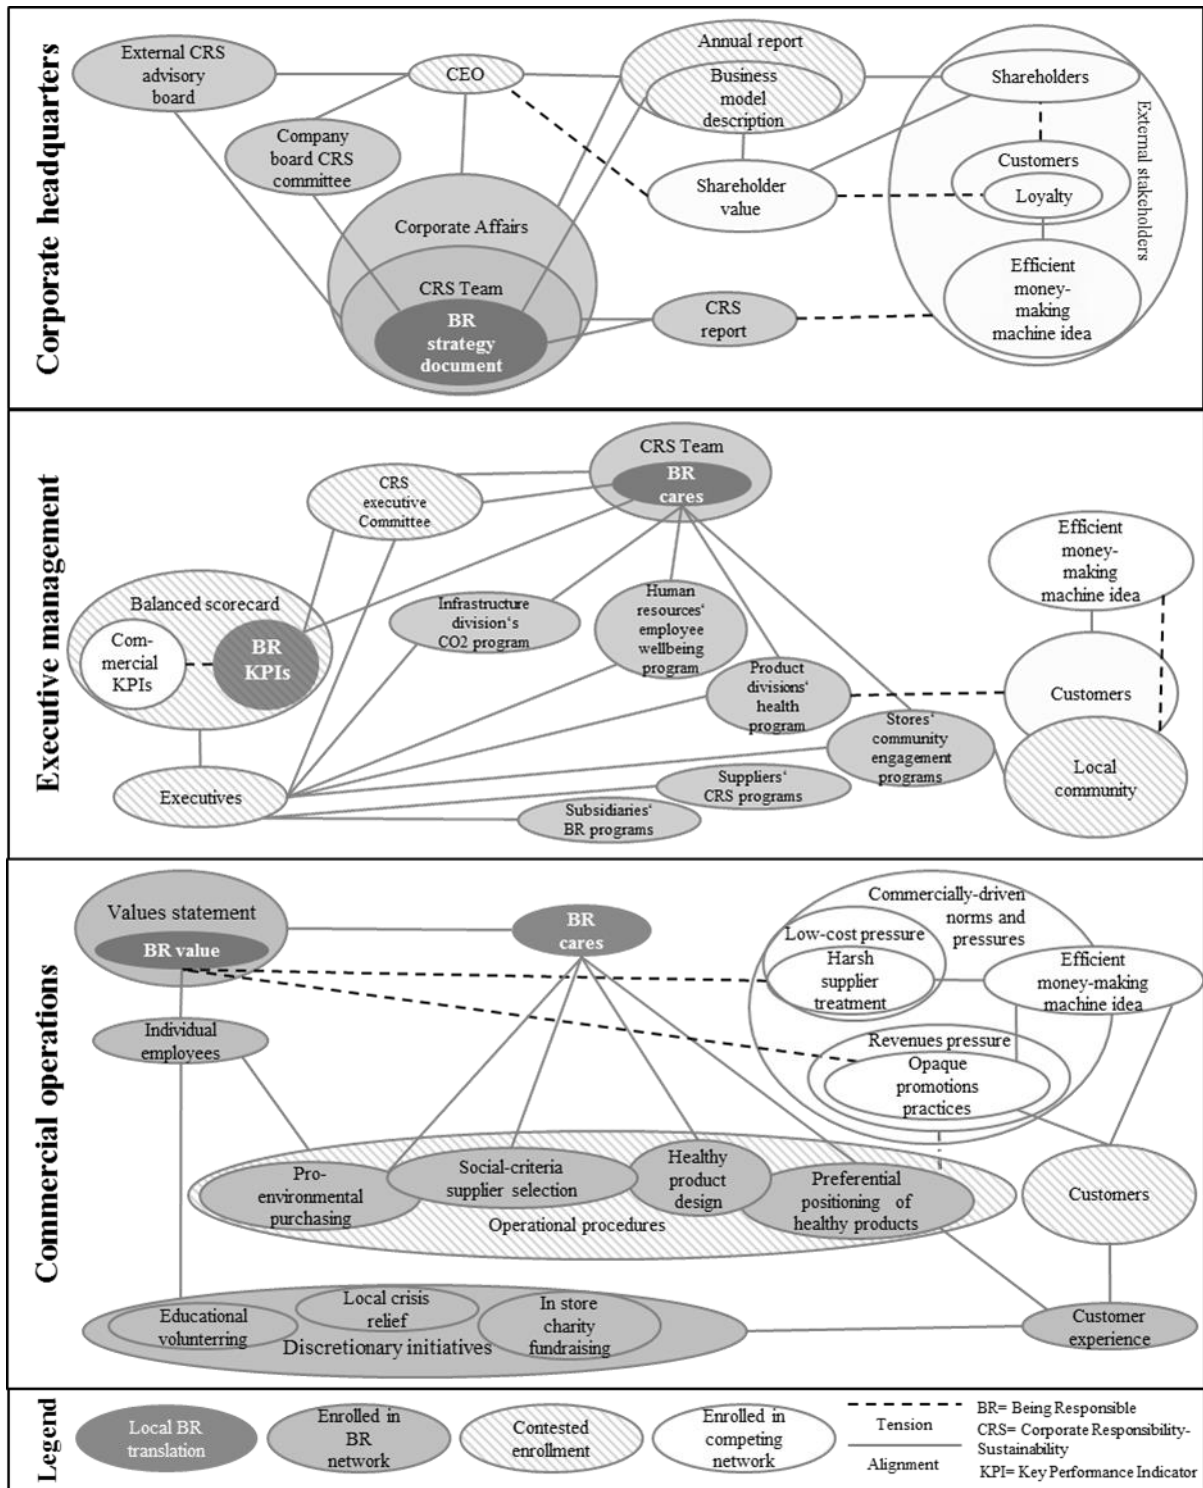 Corporate headquarters
External CRS
advisory
board
CEO
Annual report
Business
model
description
Shareholders
External stakeholders
Company
board CRS
committee
Customers
Loyalty
Shareholder
value
Corporate Affairs
CRS Team
BR
strategy
document
CRS
report
Efficient
money-
making
machine idea
Executive management
CRS Team
BR
cares
CRS
executive
Committee
Efficient
money-
making
machine idea
Balanced scorecard
Com-
mercial
KPIs
BR
KPIs
Infrastructure
division's
CO2 program
Human
resources'
employee
wellbeing
program
Product
divisions'
health
program
Customers
Stores'
community
engagement
programs
Local
community
Executives
Suppliers'
CRS programs
Subsidiaries'
BR programs
Commercial operations
Values statement
BR value
BR
cares
Commercially-driven
norms and
pressures
Low-cost pressure
Harsh
supplier
treatment
Efficient
money-making
machine idea
Individual
employees
Revenues pressure
Opaque
promotions
practices
Pro-
environmental
purchasing
Social-criteria
supplier selection
Healthy
product
design
Preferential
positioning of
healthy products
Operational procedures
Customers
Educational
volunterring
Local crisis
relief
In store
charity
fundraising
Discretionary initiatives
Customer
experience
Legend
Local BR
translation
Enrolled in
BR
network
Contested
enrollment
Enrolled in
competing
network
Tension
Alignment
BR= Being Responsible
CRS= Corporate Responsibility-
Sustainability
KPI= Key Performance Indicator